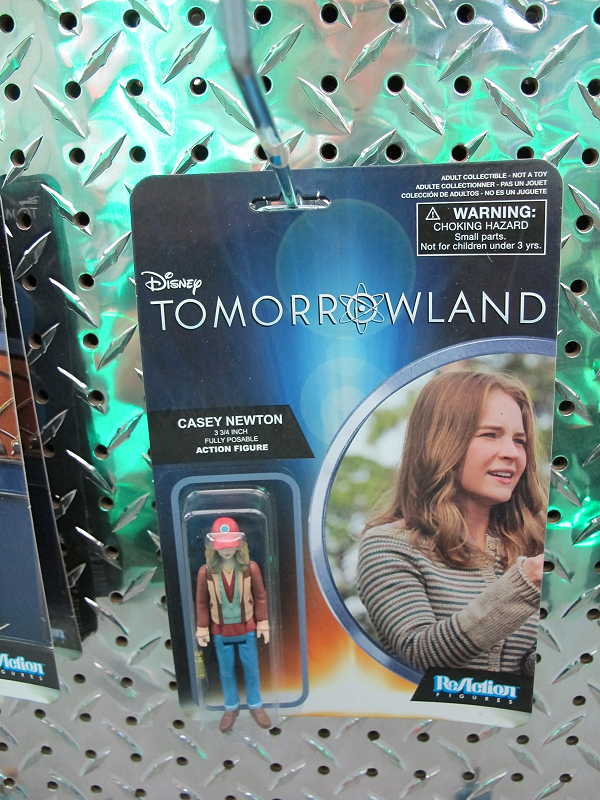 ADULT COLLECTIBLE - NOT A TOY
ADULTE COLLECTIONNER - PAS UN JOUET
COLECCIÓN DE ADULTOS - NO ES UN JUGUETE
WARNING:
CHOKING HAZARD
Small parts.
Not for children under 3 yrs.
Disney
TOMORROWLAND
CASEY NEWTON
3 3/4 INCH
FULLY POSABLE
ACTION FIGURE
ReAction
FIGURES
ReAction
FIGURES